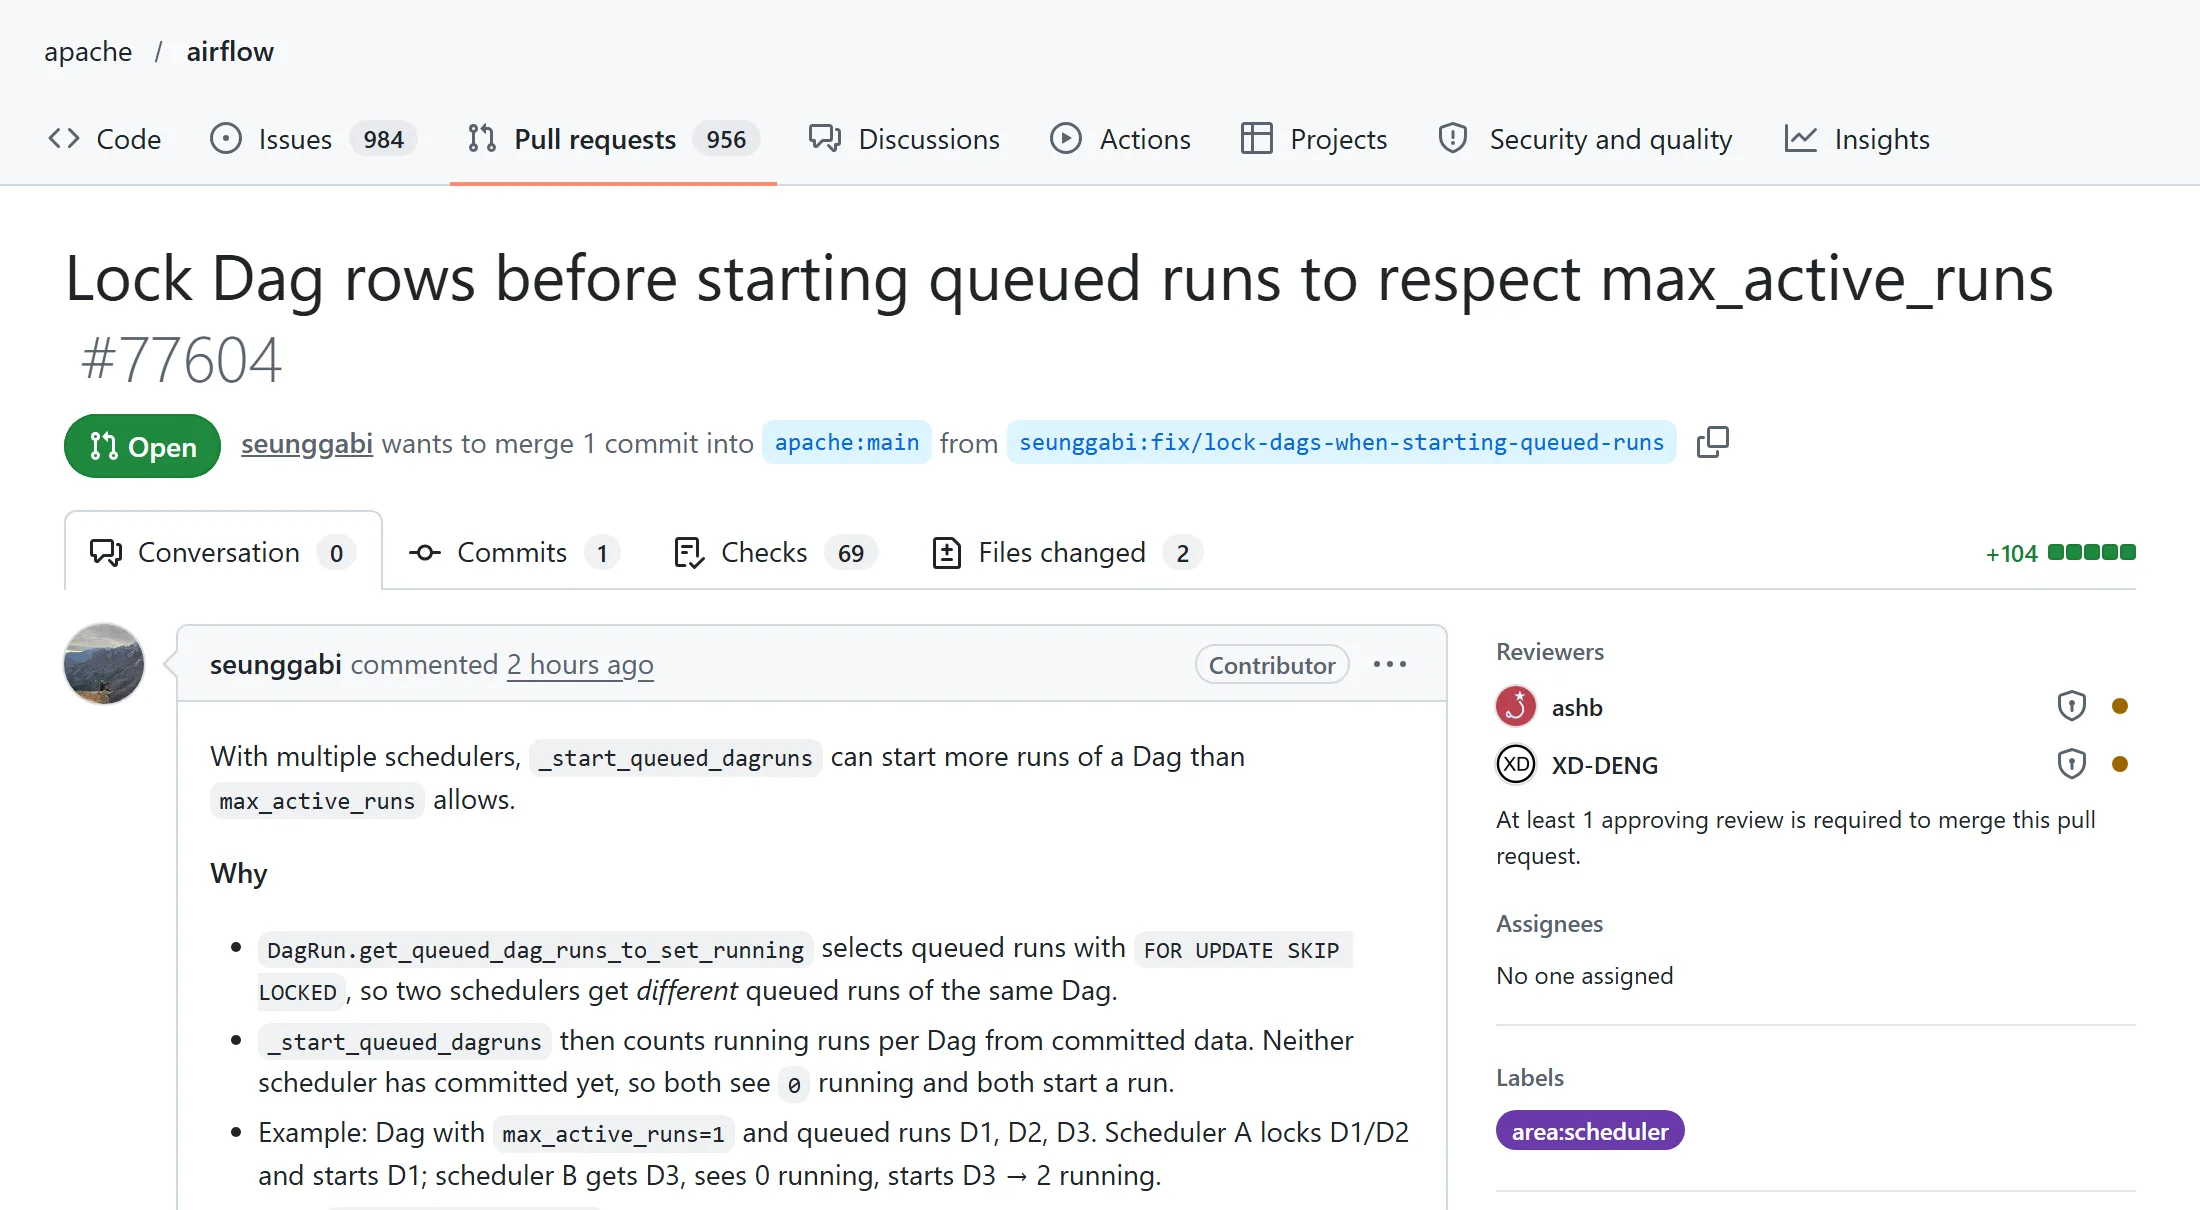 apache / airflow
Code Issues 984 Pull requests 956 Discussions Actions Projects Security and quality Insights
Lock Dag rows before starting queued runs to respect max_active_runs
#77604
Open seunggabi wants to merge 1 commit into apache:main from seunggabi:fix/lock-dags-when-starting-queued-runs
Conversation 0 Commits 1 Checks 69 Files changed 2 +104
seunggabi commented 2 hours ago Contributor
With multiple schedulers, _start_queued_dagruns can start more runs of a Dag than
max_active_runs allows.
Why
• DagRun.get_queued_dag_runs_to_set_running selects queued runs with FOR UPDATE SKIP
LOCKED, so two schedulers get different queued runs of the same Dag.
• _start_queued_dagruns then counts running runs per Dag from committed data. Neither
scheduler has committed yet, so both see 0 running and both start a run.
• Example: Dag with max_active_runs=1 and queued runs D1, D2, D3. Scheduler A locks D1/D2
and starts D1; scheduler B gets D3, sees 0 running, starts D3 → 2 running.
Reviewers
ashb
XD XD-DENG
At least 1 approving review is required to merge this pull
request.
Assignees
No one assigned
Labels
area:scheduler